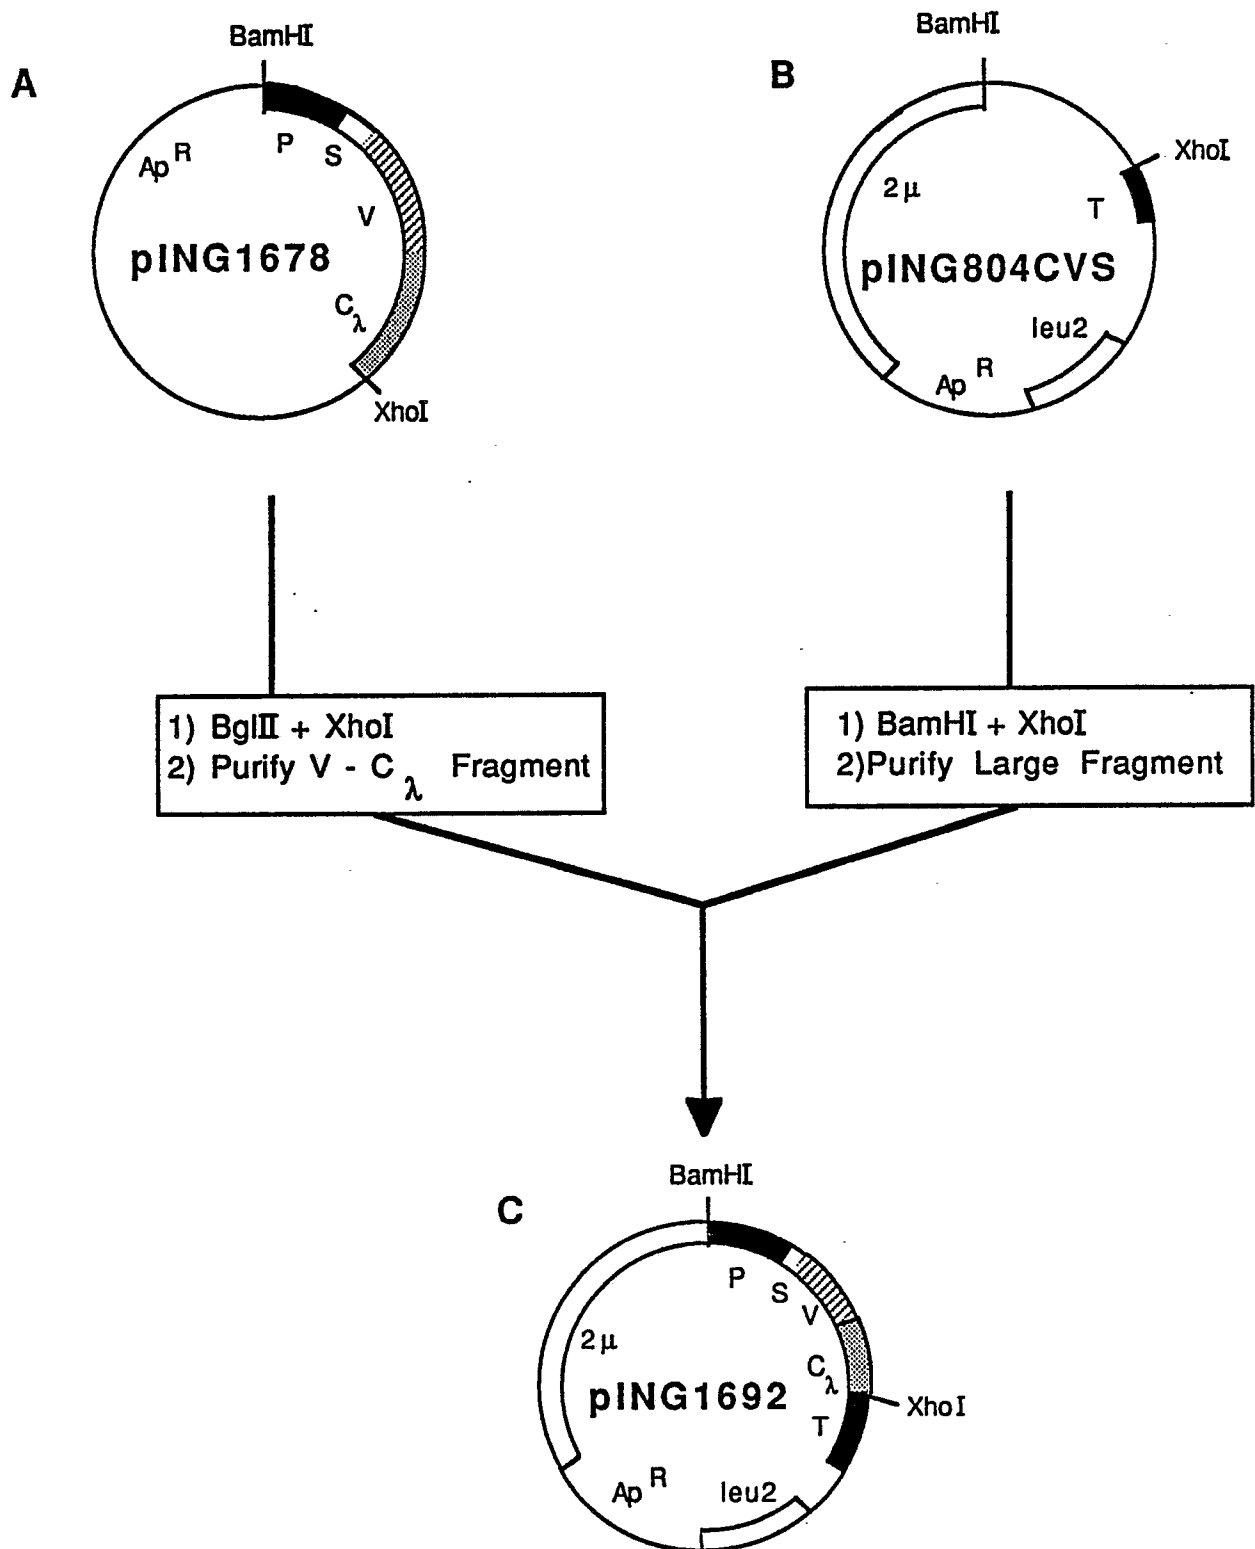 A
BamHI
P
S
V
Cλ
XhoI
Ap R
pING1678
B
BamHI
XhoI
T
2μ
pING804CVS
leu2
Ap R
1) BglII + XhoI
2) Purify V - Cλ Fragment
1) BamHI + XhoI
2)Purify Large Fragment
C
BamHI
P
S
V
2μ
Cλ
pING1692
XhoI
T
Ap R
leu2